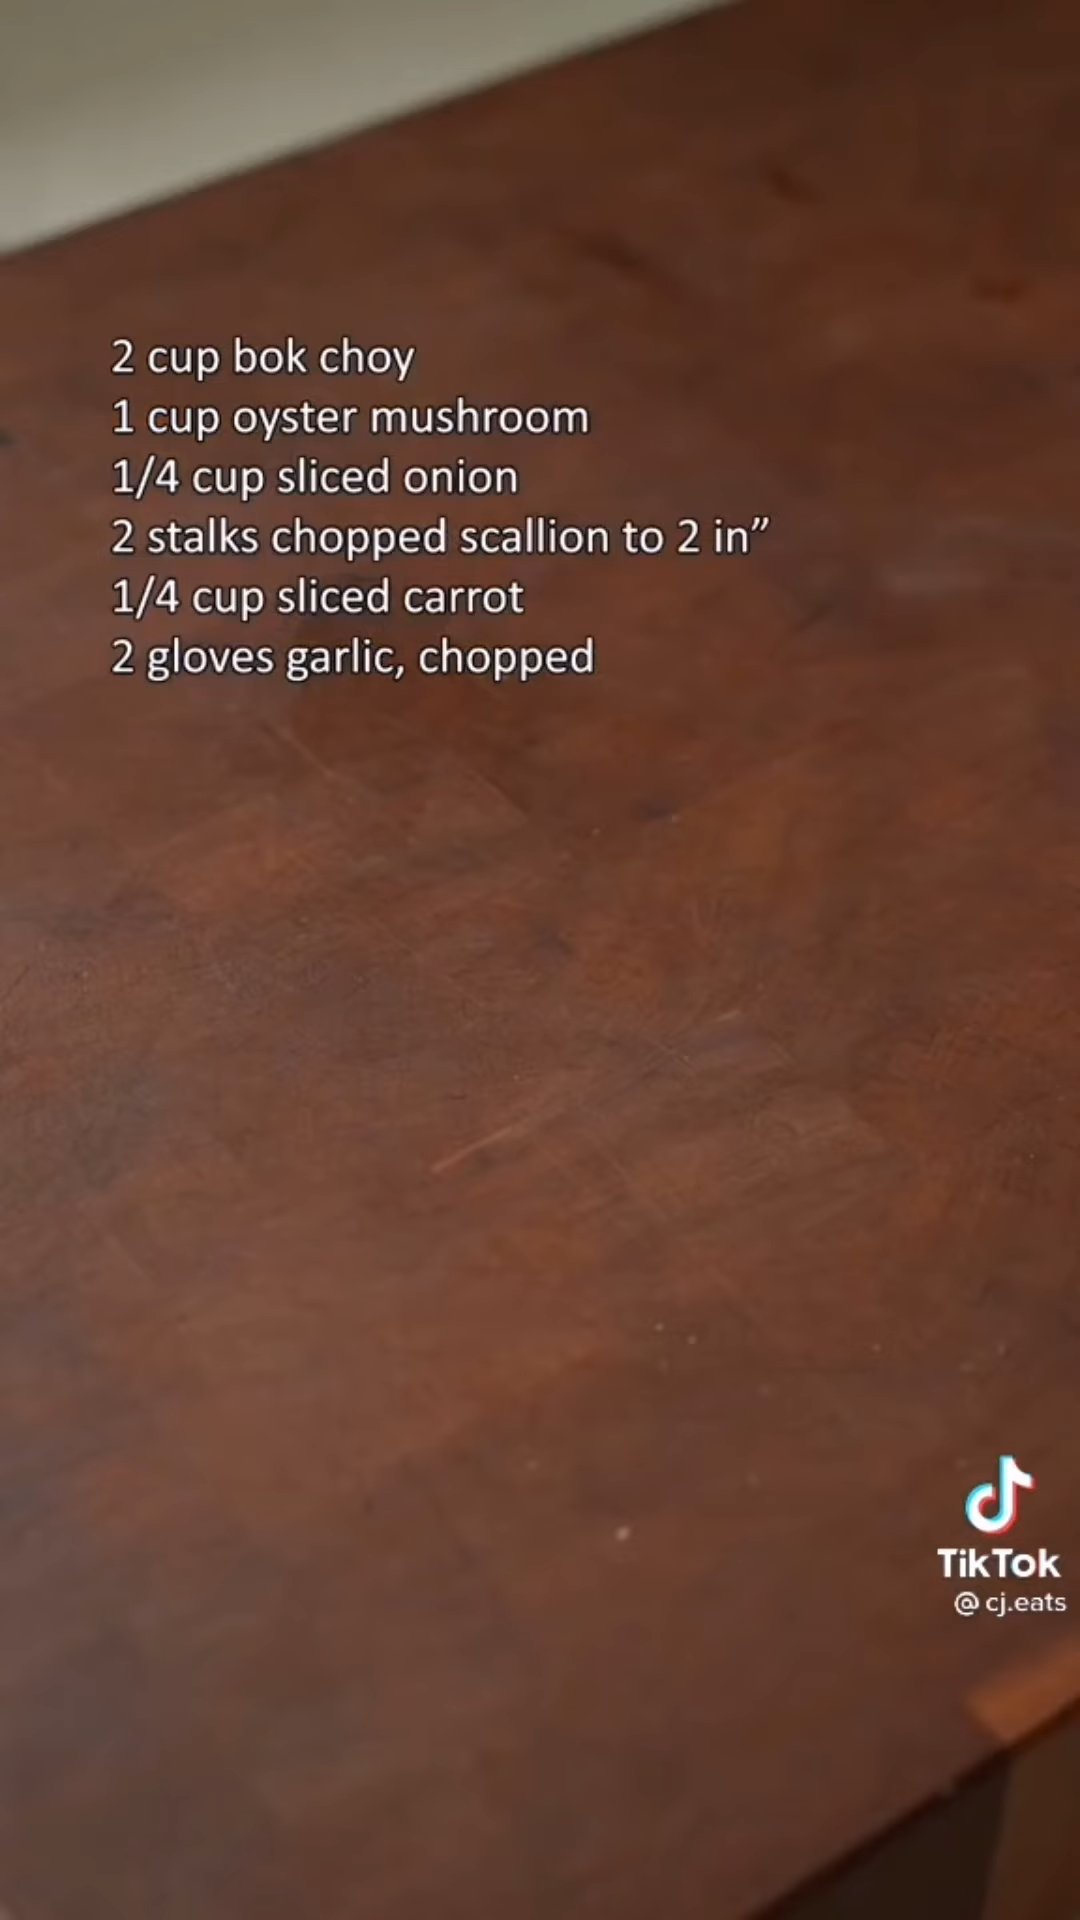 2 cup bok choy
1 cup oyster mushroom
1/4 cup sliced onion
2 stalks chopped scallion to 2 in”
1/4 cup sliced carrot
2 gloves garlic, chopped
TikTok
@ cj.eats